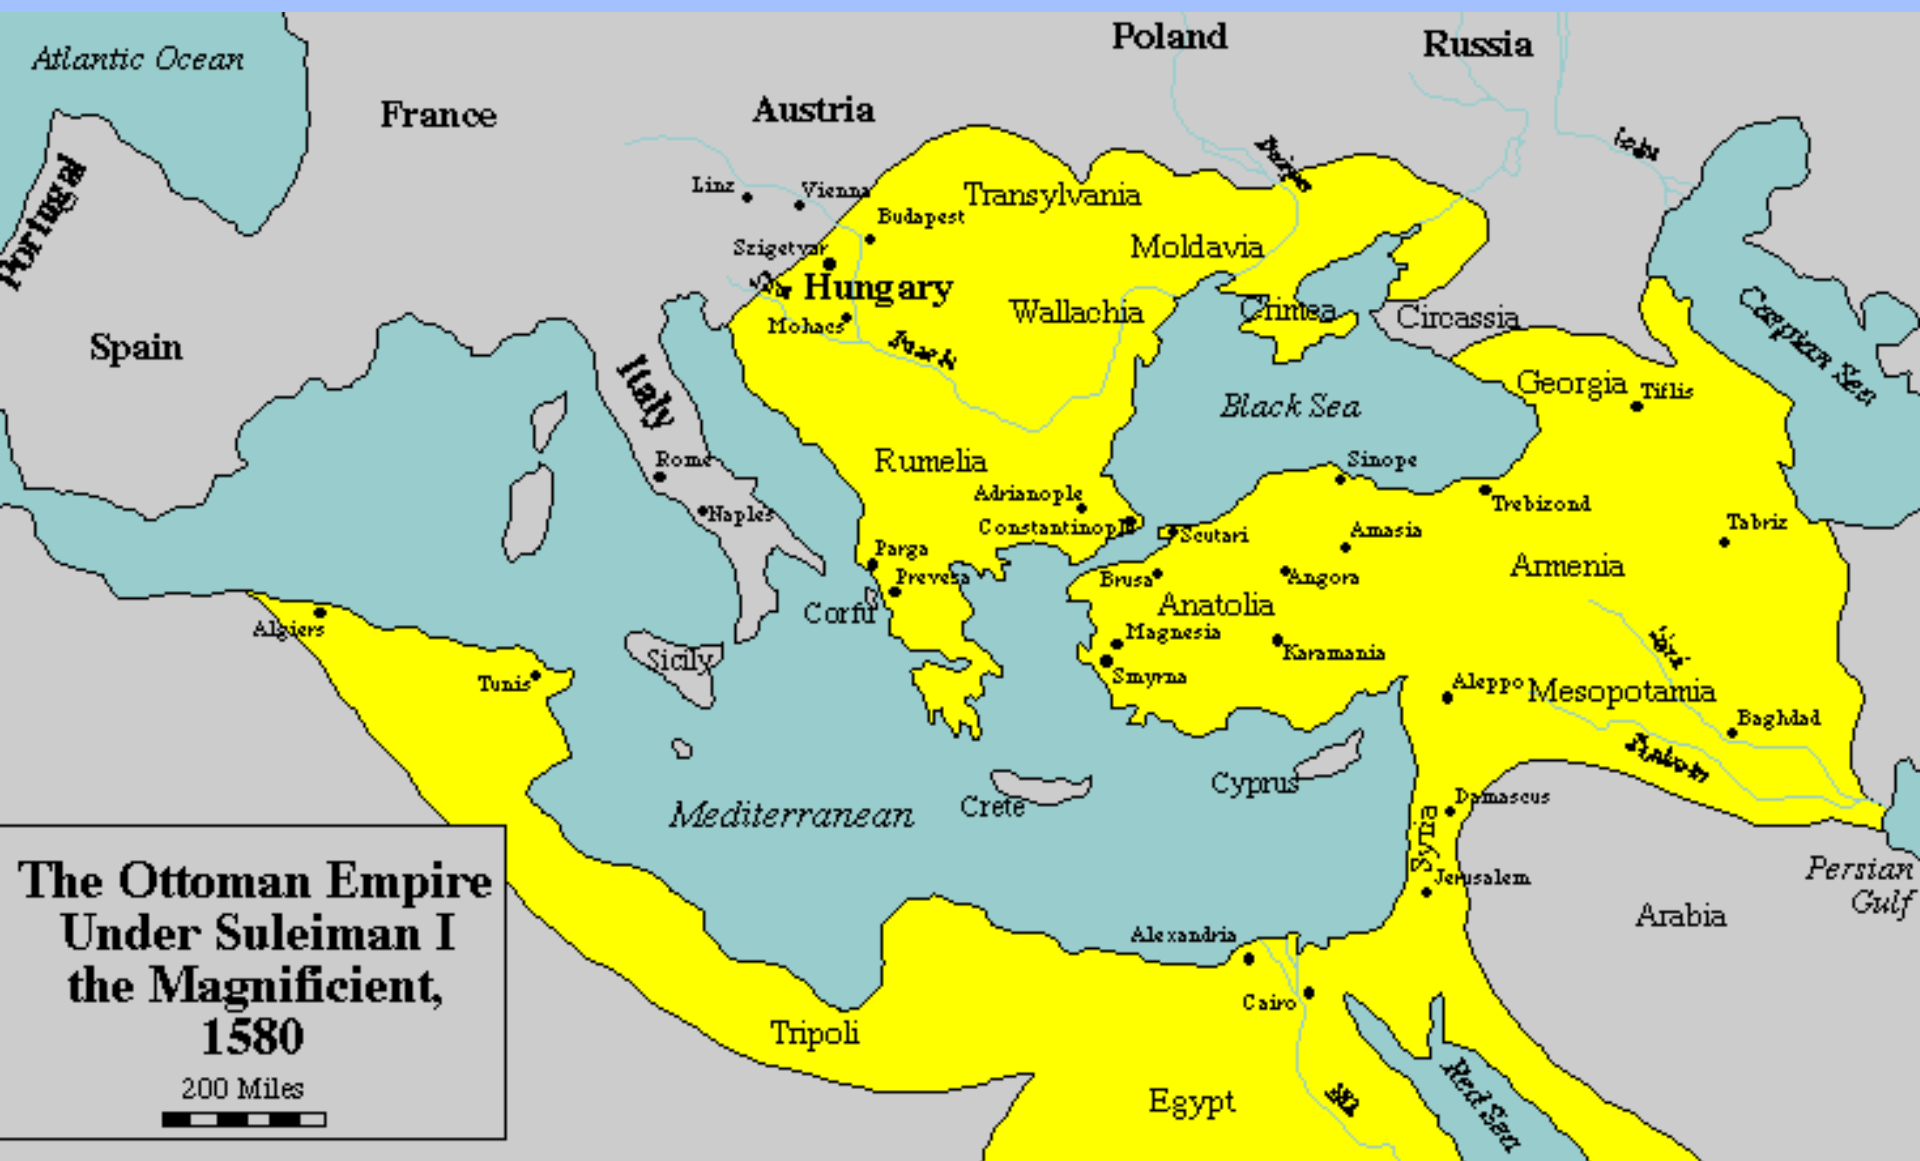 Atlantic Ocean
Poland
Russia
France
Austria
Portugal
Linz
Vienna
Transylvania
Budapest
Szigetvar
Moldavia
Hungary
Wallachia
Crimea
Circassia
Caspian Sea
Mohacs
Spain
Italy
Georgia
Tiflis
Black Sea
Rome
Rumelia
Sinope
Adrianople
Naples
Constantinople
Trebizond
Scutari
Amasia
Tabriz
Parga
Prevesa
Brusa
Angora
Armenia
Anatolia
Corfu
Algiers
Magnesia
Karamania
Sicily
Smyrna
Tunis
Aleppo
Mesopotamia
Baghdad
Cyprus
Crete
Mediterranean
Damascus
Syria
Jerusalem
Persian
Gulf
Arabia
The Ottoman Empire
Under Suleiman I
the Magnificient,
1580
200 Miles
Alexandria
Cairo
Tripoli
Egypt
Red Sea